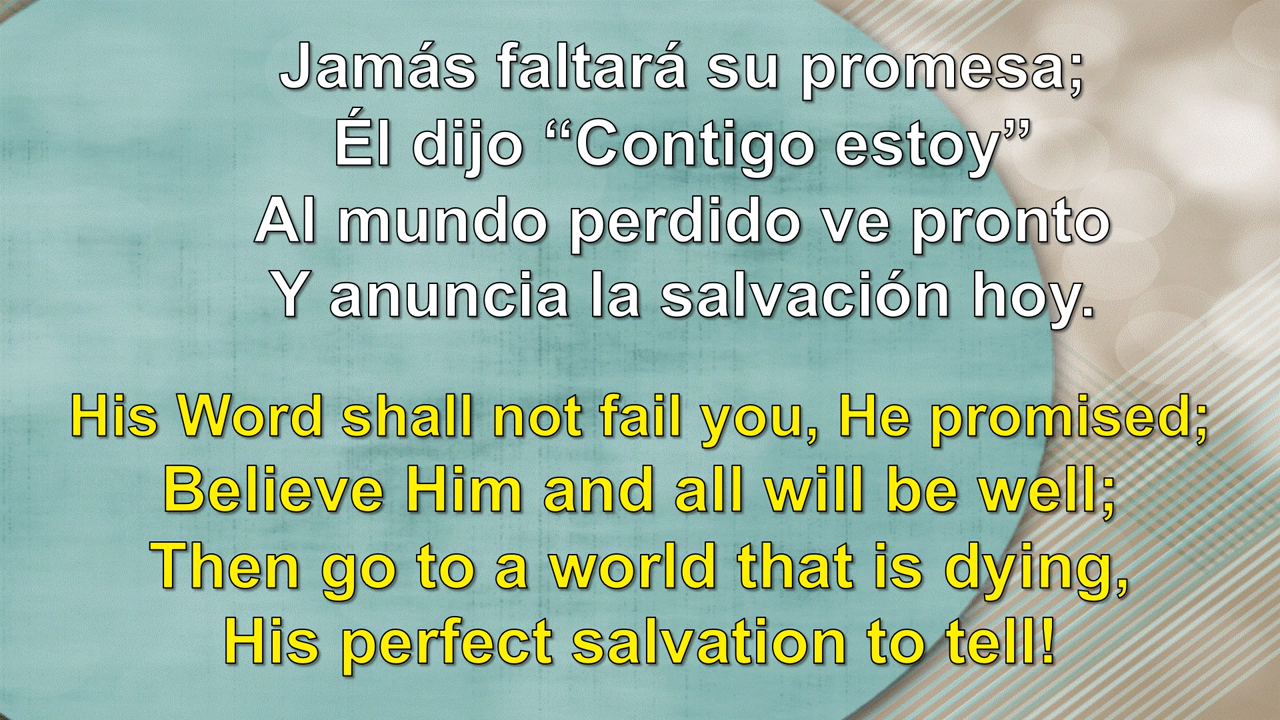 Jamás faltará su promesa;
Él dijo “Contigo estoy”
Al mundo perdido ve pronto
Y anuncia la salvación hoy.
His Word shall not fail you, He promised;
Believe Him and all will be well;
Then go to a world that is dying,
His perfect salvation to tell!